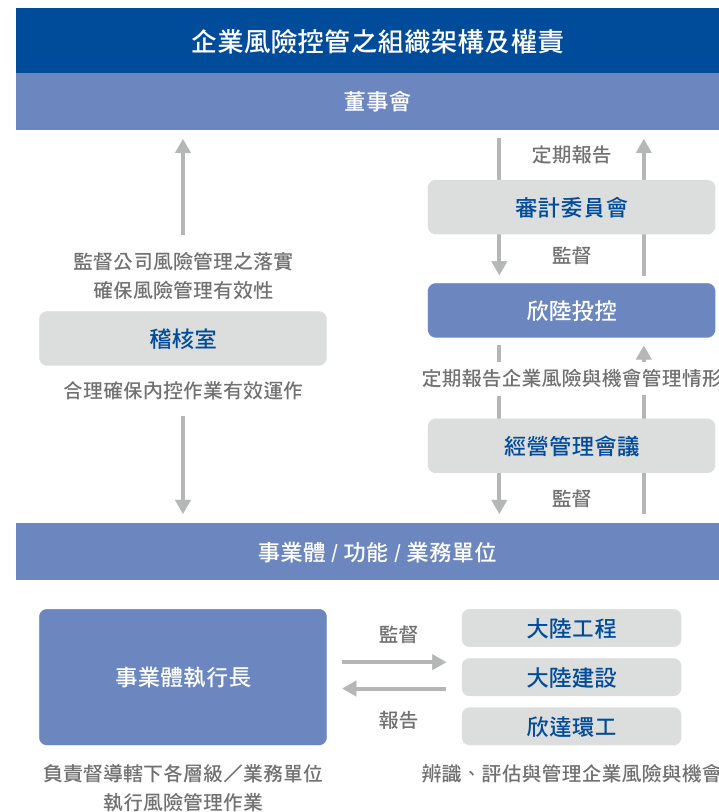 企業風險控管之組織架構及權責
董事會
定期報告
審計委員會
監督
欣陸投控
監督公司風險管理之落實
確保風險管理有效性
稽核室
合理確保內控作業有效運作
定期報告企業風險與機會管理情形
經營管理會議
監督
事業體 / 功能 / 業務單位
事業體執行長
監督
報告
大陸工程
大陸建設
欣達環工
負責督導轄下各層級／業務單位
執行風險管理作業
辨識、評估與管理企業風險與機會